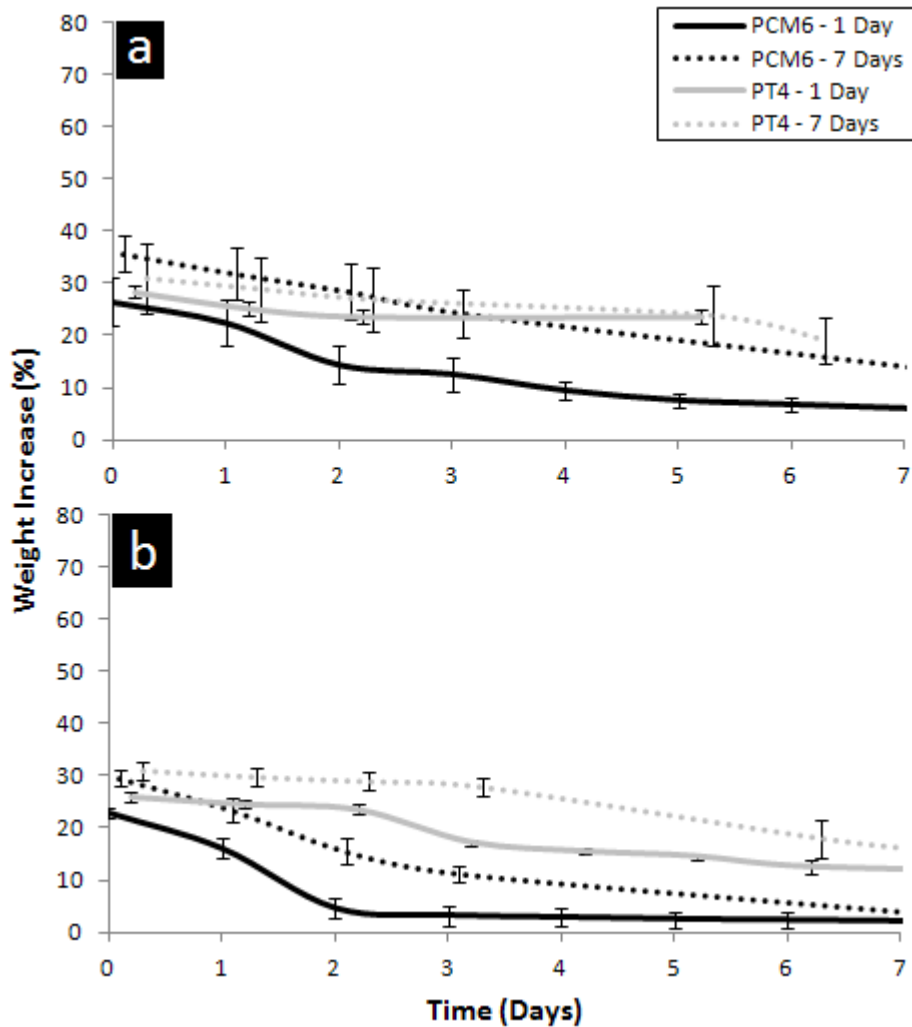 a
PCM6 - 1 Day
PCM6 - 7 Days
PT4 - 1 Day
PT4 - 7 Days
80
70
60
50
40
30
20
10
0
0 1 2 3 4 5 6 7
Weight Increase (%)
b
80
70
60
50
40
30
20
10
0
0 1 2 3 4 5 6 7
Time (Days)